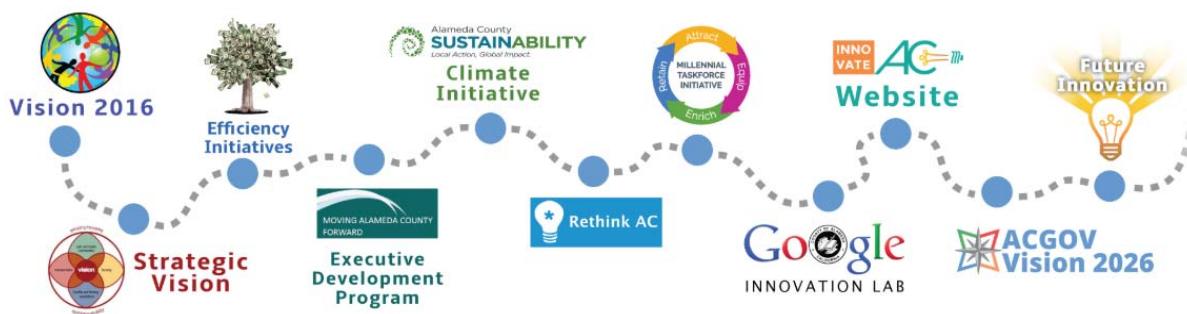 Vision 2016
vision
Strategic
Vision
Efficiency
Initiatives
MOVING ALAMEDA COUNTY
FORWARD
Executive
Development
Program
Alameda County
SUSTAINABILITY
Local Action, Global Impact.
Climate
Initiative
* Rethink AC
Attract
Equip
Enrich
Retain
MILLENNIAL
TASKFORCE
INITIATIVE
Google
INNOVATION LAB
INNO
VATE
AC
Website
ACGOV
Vision 2026
Future
Innovation